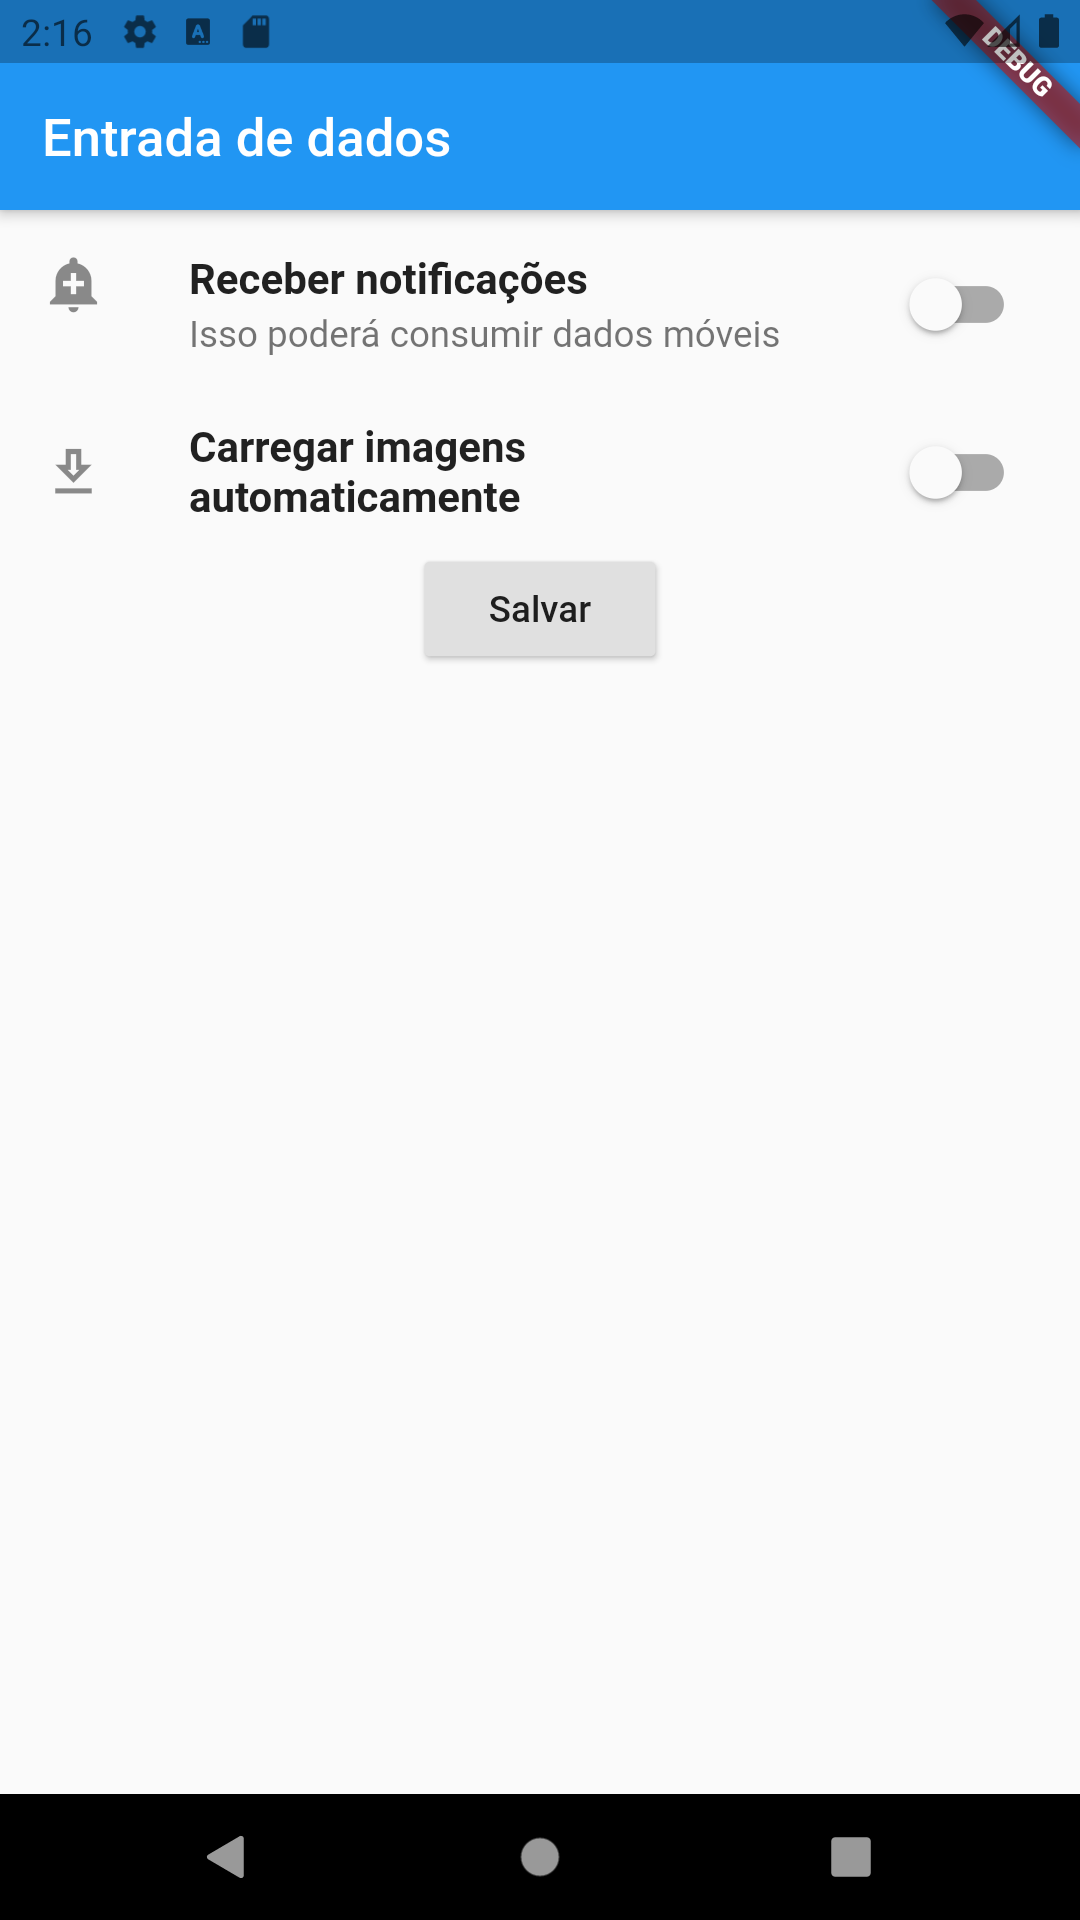 2:16
DEBUG
Entrada de dados
Receber notificações
Isso poderá consumir dados móveis
Carregar imagens
automaticamente
Salvar